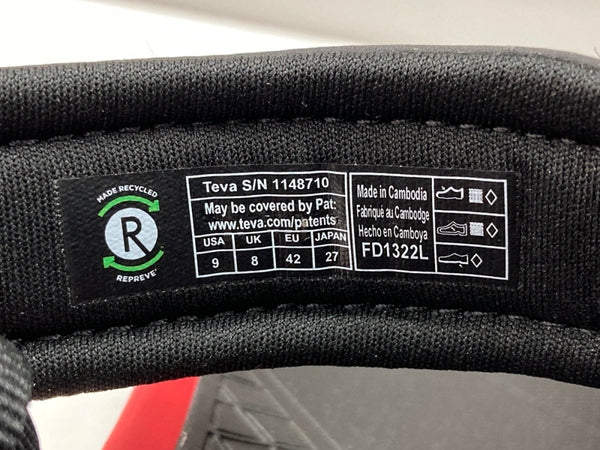 MADE RECYCLED
R
REPREVE
Teva S/N 1148710
May be covered by Pat:
www.teva.com/patents
USA UK EU JAPAN
9 8 42 27
Made in Cambodia
Fabriqué au Cambodge
Hecho en Camboya
FD1322L